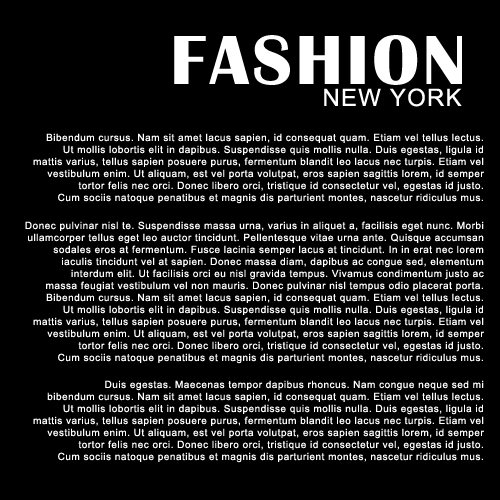 FASHION
NEW YORK
Bibendum cursus. Nam sit amet lacus sapien, id consequat quam. Etiam vel tellus lectus.
Ut mollis lobortis elit in dapibus. Suspendisse quis mollis nulla. Duis egestas, ligula id
mattis varius, tellus sapien posuere purus, fermentum blandit leo lacus nec turpis. Etiam vel
vestibulum enim. Ut aliquam, est vel porta volutpat, eros sapien sagittis lorem, id semper
tortor felis nec orci. Donec libero orci, tristique id consectetur vel, egestas id justo.
Cum sociis natoque penatibus et magnis dis parturient montes, nascetur ridiculus mus.
Donec pulvinar nisl te. Suspendisse massa urna, varius in aliquet a, facilisis eget nunc. Morbi
ullamcorper tellus eget leo auctor tincidunt. Pellentesque vitae urna ante. Quisque accumsan
sodales eros at fermentum. Fusce lacinia semper lacus at tincidunt. In in erat nec lorem
iaculis tincidunt vel at sapien. Donec massa diam, dapibus ac congue sed, elementum
interdum elit. Ut facilisis orci eu nisl gravida tempus. Vivamus condimentum justo ac
massa feugiat vestibulum vel non mauris. Donec pulvinar nisl tempus odio placerat porta.
Bibendum cursus. Nam sit amet lacus sapien, id consequat quam. Etiam vel tellus lectus.
Ut mollis lobortis elit in dapibus. Suspendisse quis mollis nulla. Duis egestas, ligula id
mattis varius, tellus sapien posuere purus, fermentum blandit leo lacus nec turpis. Etiam vel
vestibulum enim. Ut aliquam, est vel porta volutpat, eros sapien sagittis lorem, id semper
tortor felis nec orci. Donec libero orci, tristique id consectetur vel, egestas id justo.
Cum sociis natoque penatibus et magnis dis parturient montes, nascetur ridiculus mus.
Duis egestas. Maecenas tempor dapibus rhoncus. Nam congue neque sed mi
bibendum cursus. Nam sit amet lacus sapien, id consequat quam. Etiam vel tellus lectus.
Ut mollis lobortis elit in dapibus. Suspendisse quis mollis nulla. Duis egestas, ligula id
mattis varius, tellus sapien posuere purus, fermentum blandit leo lacus nec turpis. Etiam vel
vestibulum enim. Ut aliquam, est vel porta volutpat, eros sapien sagittis lorem, id semper
tortor felis nec orci. Donec libero orci, tristique id consectetur vel, egestas id justo.
Cum sociis natoque penatibus et magnis dis parturient montes, nascetur ridiculus mus.